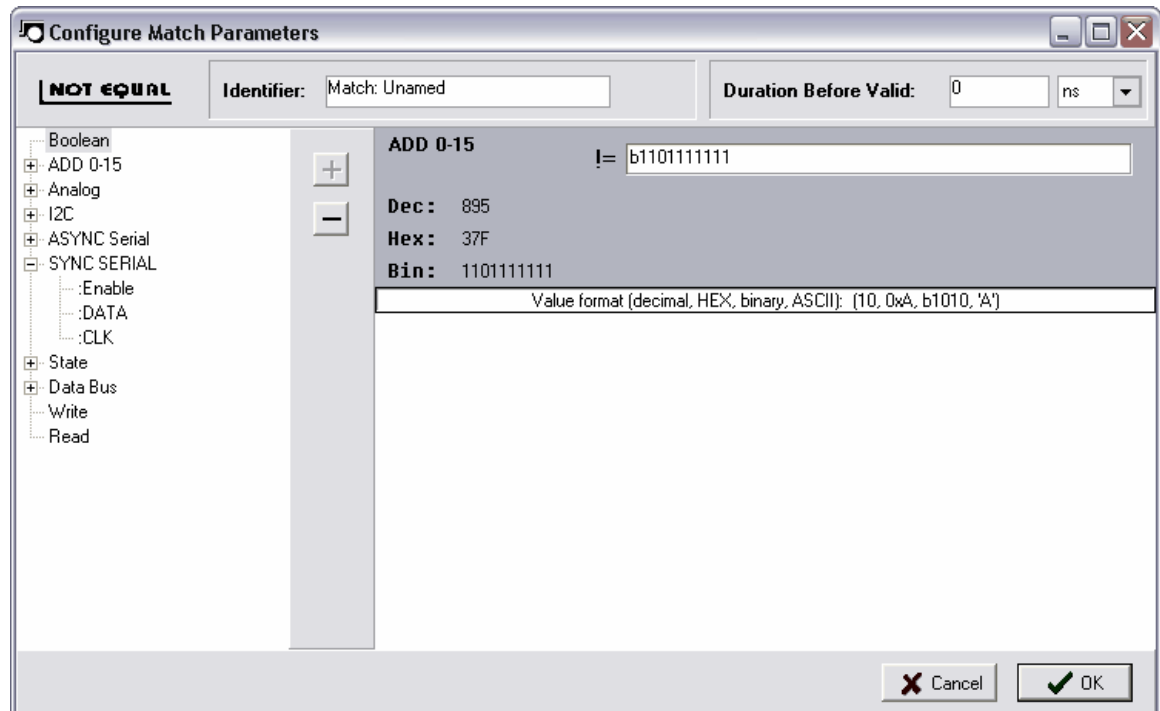 Configure Match Parameters
NOT EQUAL
Identifier: Match: Unnamed
Duration Before Valid: 0 ns
Boolean
ADD 0-15
Analog
I2C
ASYNC Serial
SYNC SERIAL
:Enable
:DATA
:CLK
State
Data Bus
Write
Read
+
−
ADD 0-15
!= b1101111111
Dec: 895
Hex: 37F
Bin: 1101111111
Value format (decimal, HEX, binary, ASCII): (10, 0xA, b1010, 'A')
Cancel
OK